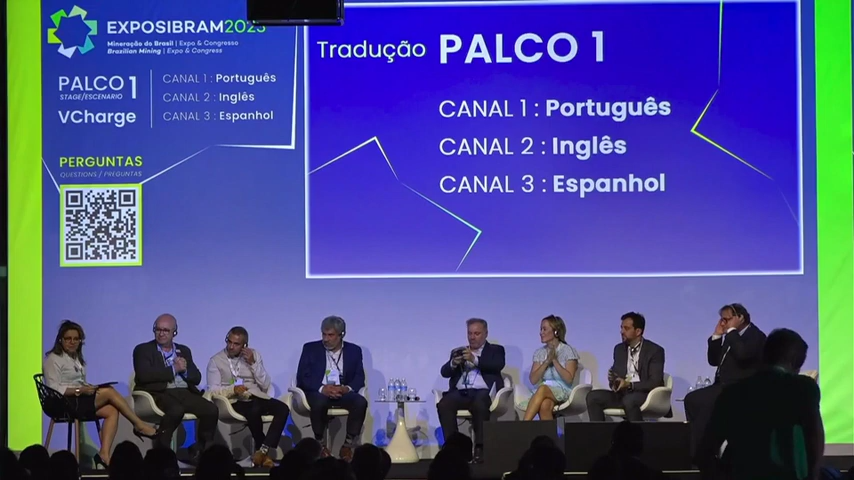 EXPOSIBRAM2023
Mineração do Brasil | Expo & Congresso
Brazilian Mining | Expo & Congress
PALCO 1
STAGE/ESCENARIO
VCharge
CANAL 1 : Português
CANAL 2 : Inglês
CANAL 3 : Espanhol
PERGUNTAS
QUESTIONS / PREGUNTAS
Tradução PALCO 1
CANAL 1 : Português
CANAL 2 : Inglês
CANAL 3 : Espanhol